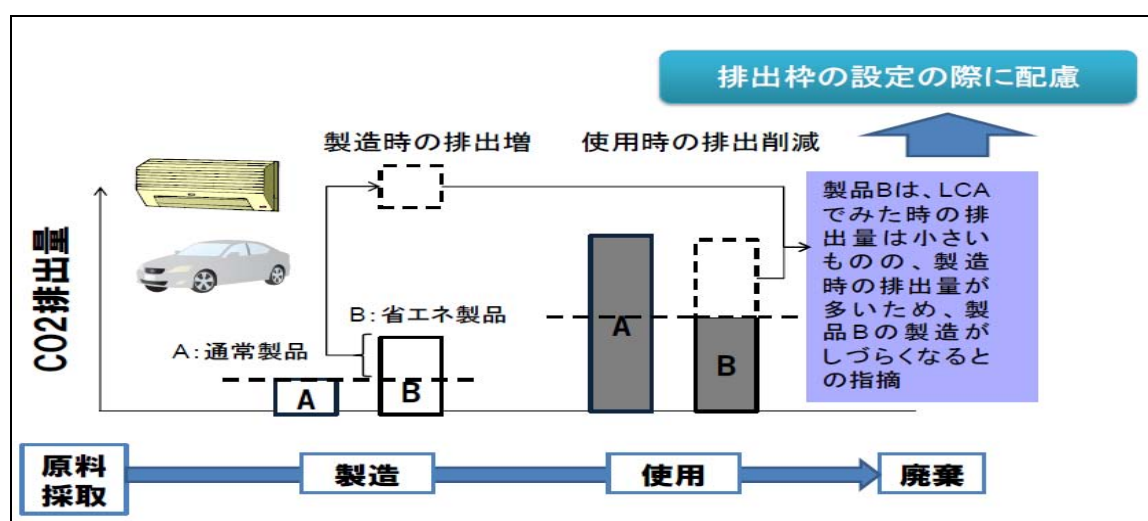 排出枠の設定の際に配慮
製造時の排出増
使用時の排出削減
製品Bは、LCA
でみた時の排
出量は小さい
ものの、製造
時の排出量が
多いため、製
品Bの製造が
しづらくなると
の指摘
CO2排出量
B:省エネ製品
A:通常製品
A
B
A
B
原料
採取
製造
使用
廃棄